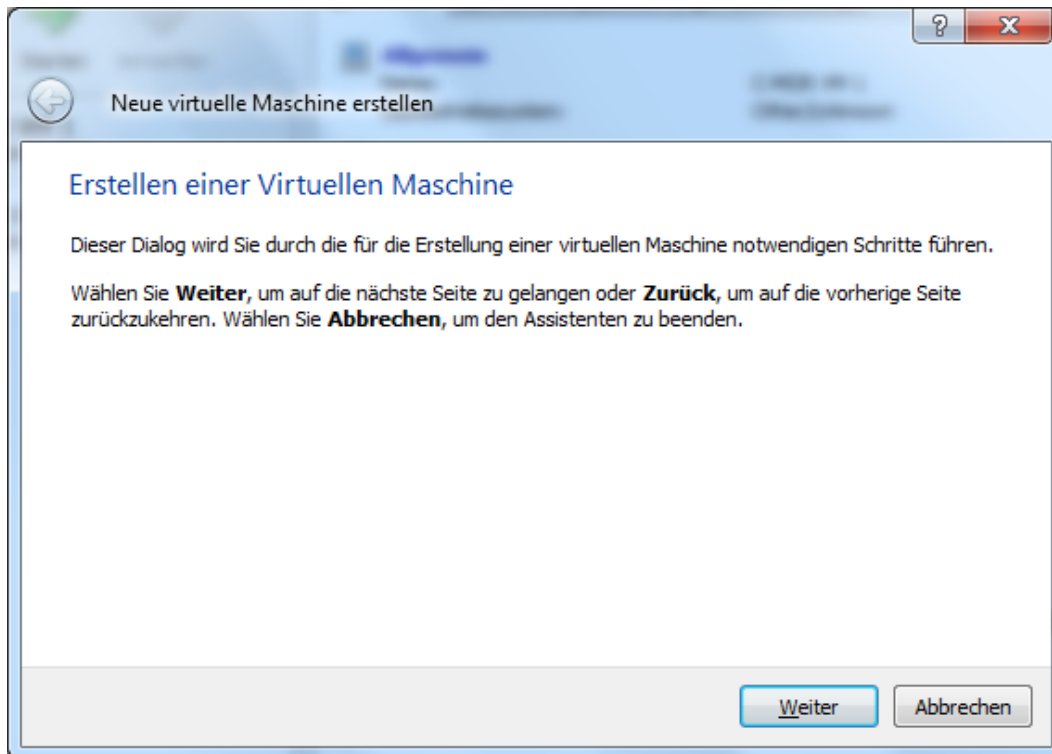 Neue virtuelle Maschine erstellen
Erstellen einer Virtuellen Maschine
Dieser Dialog wird Sie durch die für die Erstellung einer virtuellen Maschine notwendigen Schritte führen.
Wählen Sie Weiter, um auf die nächste Seite zu gelangen oder Zurück, um auf die vorherige Seite
zurückzukehren. Wählen Sie Abbrechen, um den Assistenten zu beenden.
Weiter Abbrechen